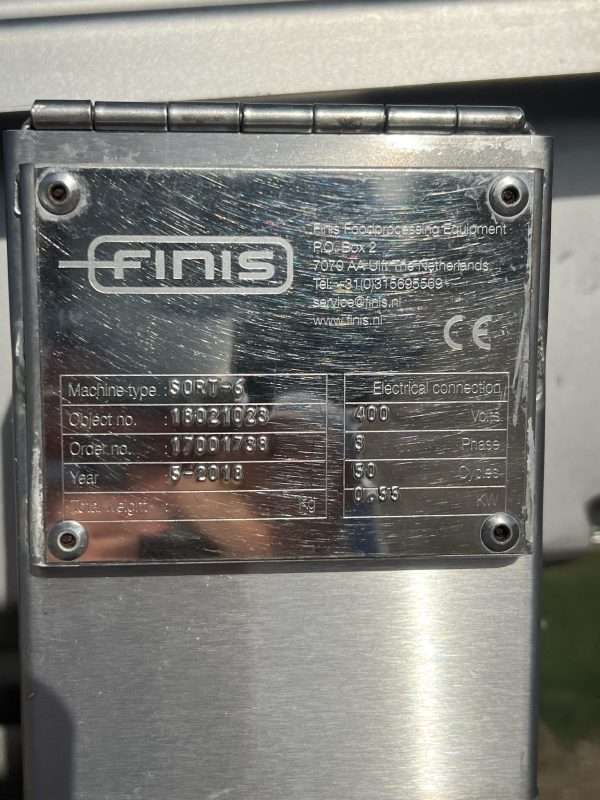 FINIS
Finis Foodprocessing Equipment
P.O. Box 2
7070 AA Ulft The Netherlands
Tel. +31(0)315695569
service@finis.nl
www.finis.nl
CE
Machine type : SORT-6
Object no. : 18021023
Order no. : 17001738
Year : 5-2018
Total weight : Kg
Electrical connection
400 Volts
3 Phase
50 Cycles
0.55 KW